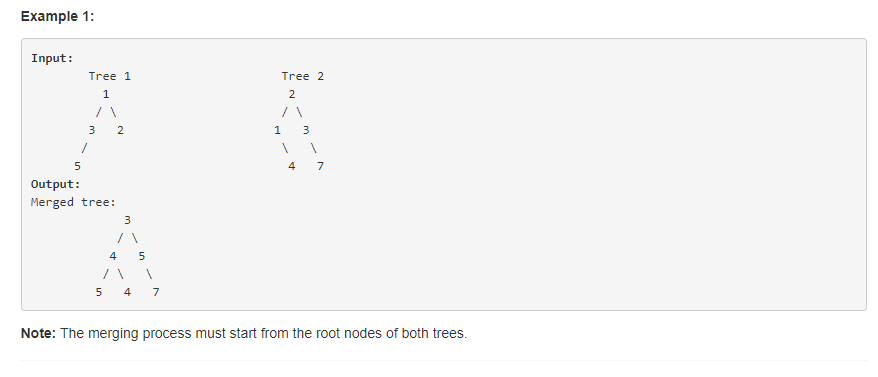 Example 1:
Input:
        Tree 1                     Tree 2
          1                         2
         / \                       / \
        3   2                     1   3
       /                           \   \
      5                             4   7
Output:
Merged tree:
             3
            / \
           4   5
          / \   \
         5   4   7
Note: The merging process must start from the root nodes of both trees.